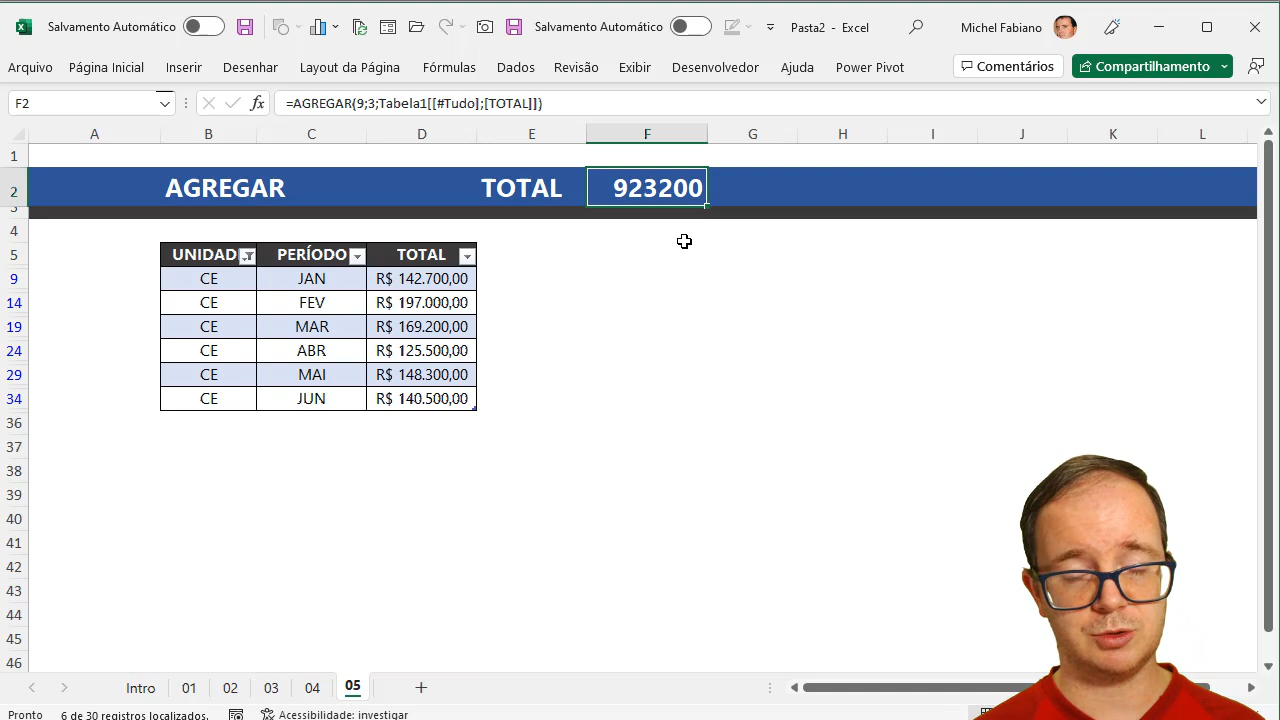 Salvamento Automático Salvamento Automático Pasta2 - Excel Michel Fabiano
Arquivo Página Inicial Inserir Desenhar Layout da Página Fórmulas Dados Revisão Exibir Desenvolvedor Ajuda Power Pivot Comentários Compartilhamento
F2 fx =AGREGAR(9;3;Tabela1[[#Tudo];[TOTAL]])
A B C D E F G H I J K L
1
2 AGREGAR TOTAL 923200
3
4
5 UNIDAD PERÍODO TOTAL
9 CE JAN R$ 142.700,00
14 CE FEV R$ 197.000,00
19 CE MAR R$ 169.200,00
24 CE ABR R$ 125.500,00
29 CE MAI R$ 148.300,00
34 CE JUN R$ 140.500,00
36
37
38
39
40
41
42
43
44
45
46
Intro 01 02 03 04 05
Pronto 6 de 30 registros localizados. Acessibilidade: investigar